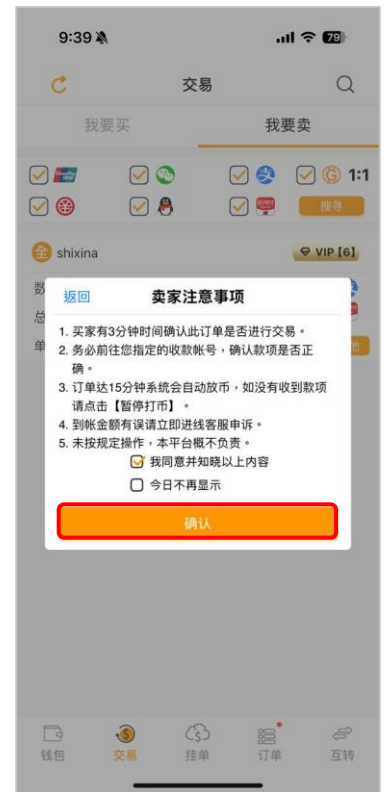 9:39
79
交易
我要买
我要卖
1:1
搜寻
shixina
VIP【6】
数
总
单
返回
卖家注意事项
1. 买家有3分钟时间确认此订单是否进行交易。
2. 务必前往您指定的收款帐号，确认款项是否正
确。
3. 订单达15分钟系统会自动放币，如没有收到款项
请点击【暂停打币】。
4. 到帐金额有误请立即进线客服申诉。
5. 未按规定操作，本平台概不负责。
我同意并知晓以上内容
今日不再显示
确认
钱包
交易
挂单
订单
互转